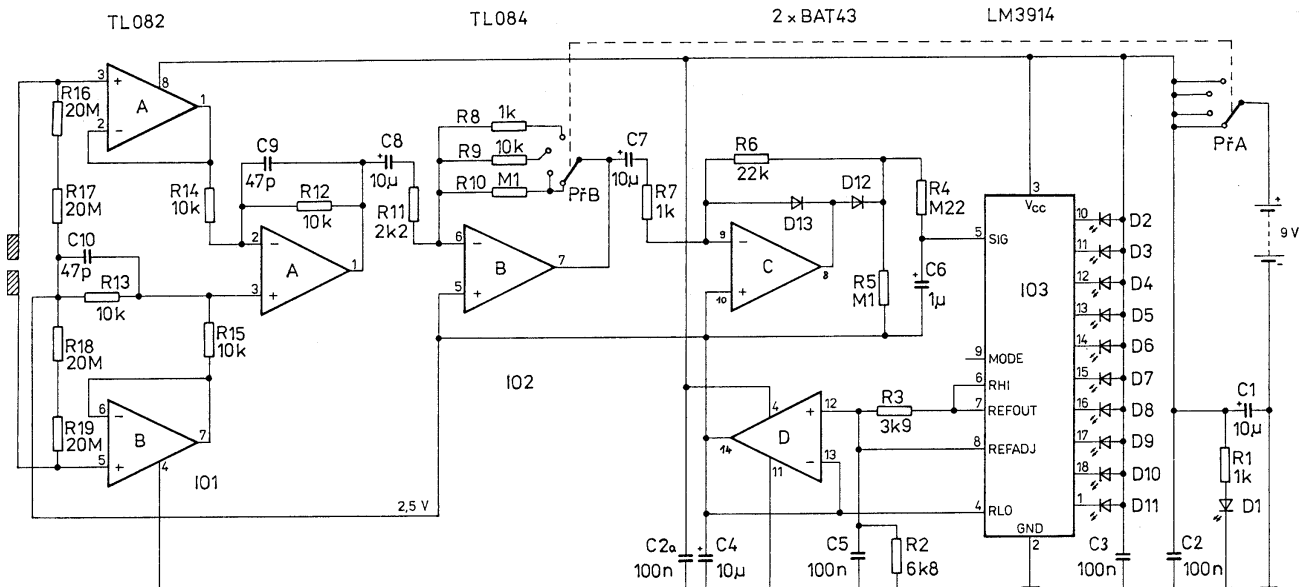 TL082
TL084
2 x BAT43
LM3914
3
+
8
R16
20M
A
1
2
−
R17
20M
C10
47p
R13
10k
R18
20M
R19
20M
6
−
B
7
5
+
4
IO1
R14
10k
R15
10k
C9
47p
R12
10k
2
−
A
1
3
+
C8
+
10µ
R11
2k2
R8
1k
R9
10k
R10
M1
PřB
6
−
B
7
5
+
IO2
2,5 V
C7
+
10µ
R7
1k
R6
22k
D13
D12
9
−
C
8
10
+
R5
M1
R4
M22
C6
+
1µ
4
+
12
D
14
−
13
11
R3
3k9
C2a
100n
C4
+
10µ
C5
100n
R2
6k8
3
VCC
5
SIG
IO3
9
MODE
6
RHI
7
REFOUT
8
REFADJ
4
RLO
GND
2
10
D2
11
D3
12
D4
13
D5
14
D6
15
D7
16
D8
17
D9
18
D10
1
D11
C3
100n
C2
100n
PřA
+
9 V
−
C1
+
10µ
R1
1k
D1